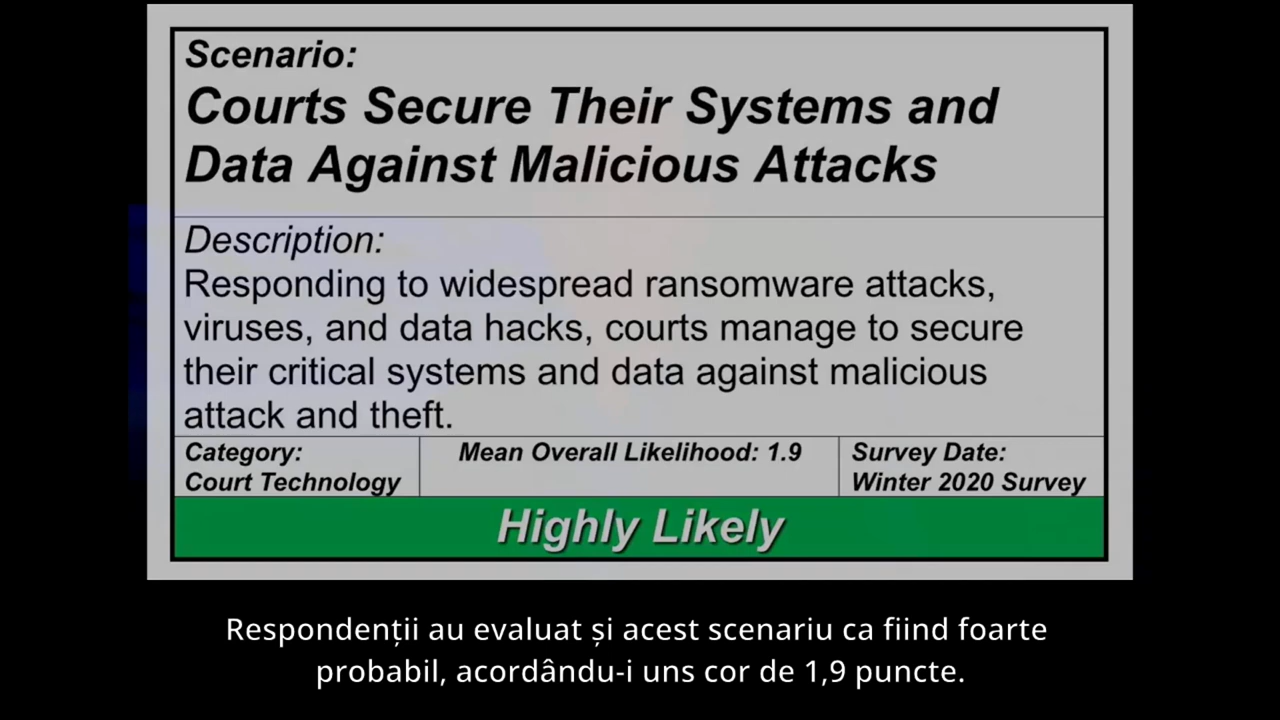 Scenario:
Courts Secure Their Systems and
Data Against Malicious Attacks
Description:
Responding to widespread ransomware attacks,
viruses, and data hacks, courts manage to secure
their critical systems and data against malicious
attack and theft.
Category:
Court Technology
Mean Overall Likelihood: 1.9
Survey Date:
Winter 2020 Survey
Highly Likely
Respondenții au evaluat și acest scenariu ca fiind foarte
probabil, acordându-i uns cor de 1,9 puncte.